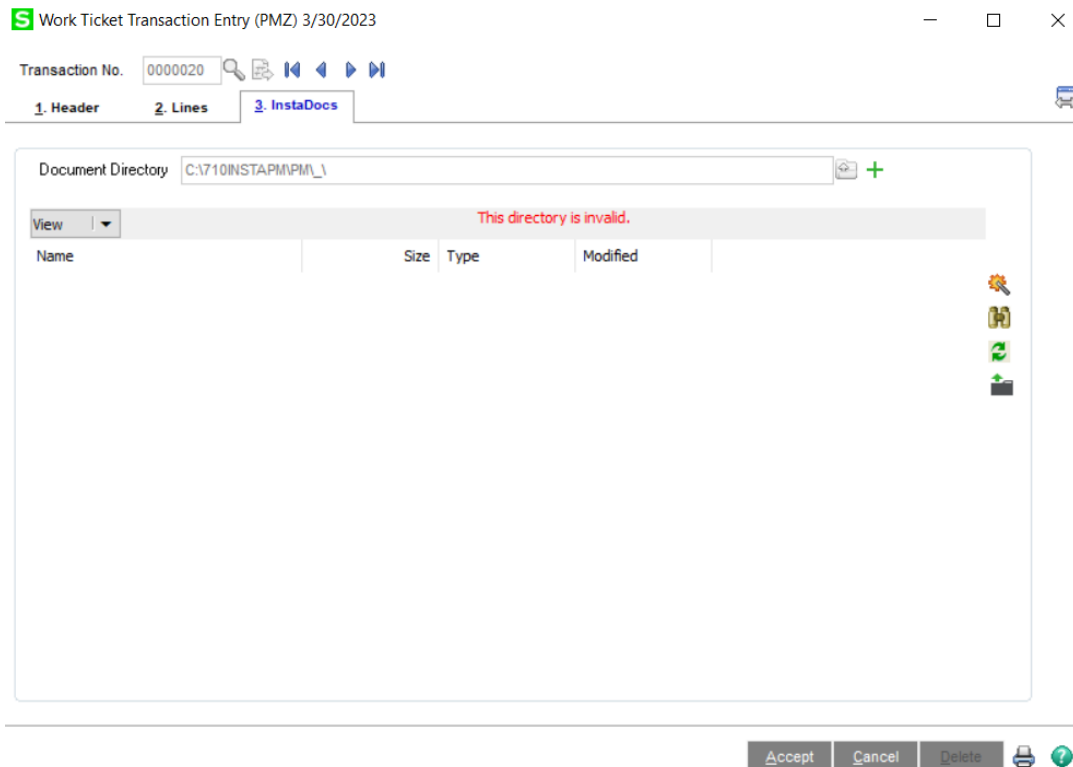 S Work Ticket Transaction Entry (PMZ) 3/30/2023
Transaction No. 0000020
1. Header 2. Lines 3. InstaDocs
Document Directory C:\710INSTAPM\PM\_\
View This directory is invalid.
Name Size Type Modified
Accept Cancel Delete ?